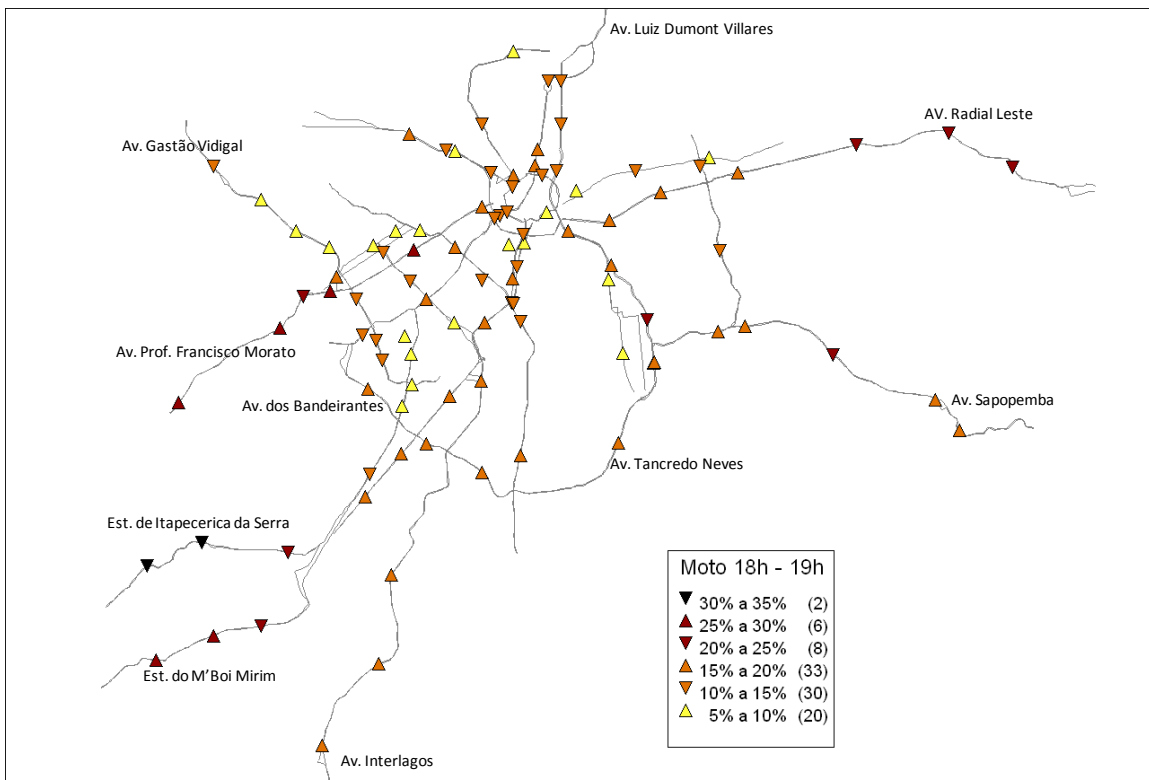 Av. Luiz Dumont Villares
AV. Radial Leste
Av. Gastão Vidigal
Av. Prof. Francisco Morato
Av. dos Bandeirantes
Av. Sapopemba
Av. Tancredo Neves
Est. de Itapecerica da Serra
Moto 18h - 19h
30% a 35% (2)
25% a 30% (6)
20% a 25% (8)
15% a 20% (33)
10% a 15% (30)
5% a 10% (20)
Est. do M'Boi Mirim
Av. Interlagos